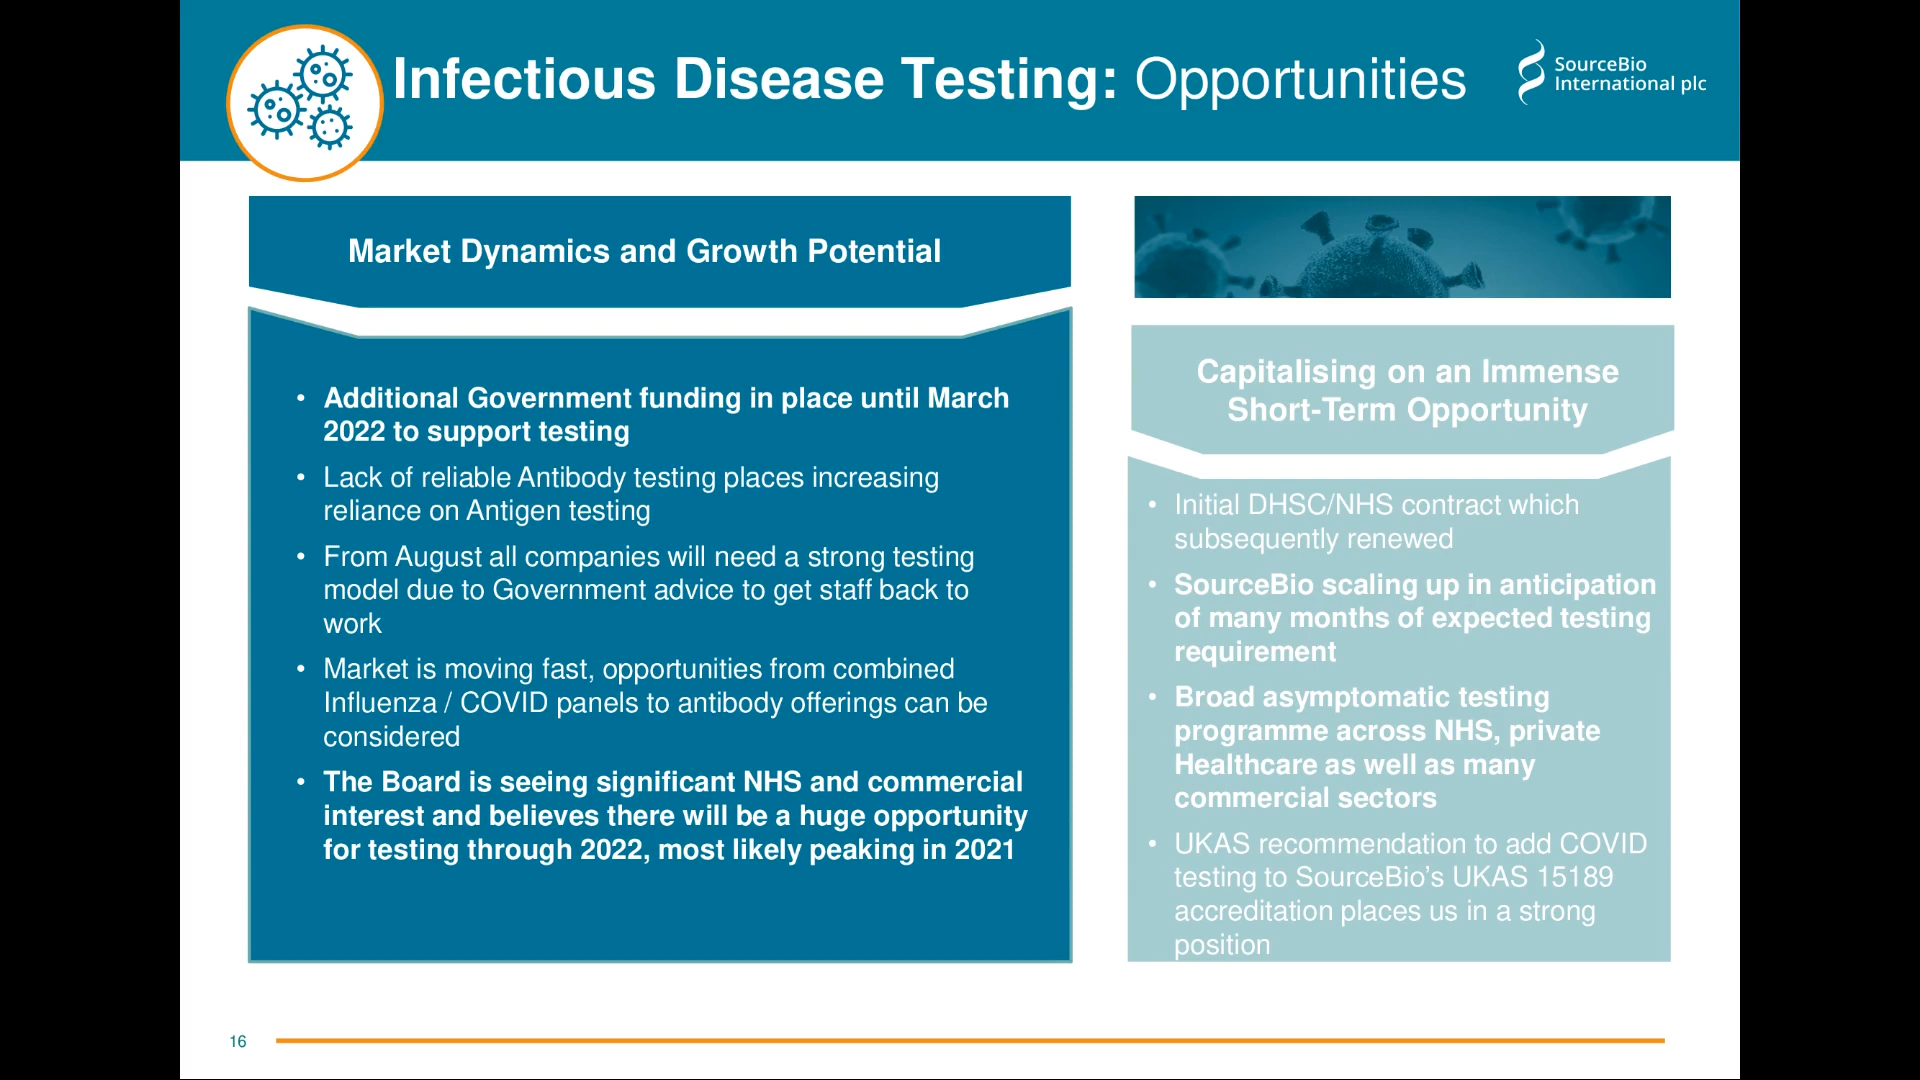 Infectious Disease Testing: Opportunities
SourceBio
International plc
Market Dynamics and Growth Potential
• Additional Government funding in place until March
2022 to support testing
• Lack of reliable Antibody testing places increasing
reliance on Antigen testing
• From August all companies will need a strong testing
model due to Government advice to get staff back to
work
• Market is moving fast, opportunities from combined
Influenza / COVID panels to antibody offerings can be
considered
• The Board is seeing significant NHS and commercial
interest and believes there will be a huge opportunity
for testing through 2022, most likely peaking in 2021
Capitalising on an Immense
Short-Term Opportunity
• Initial DHSC/NHS contract which
subsequently renewed
• SourceBio scaling up in anticipation
of many months of expected testing
requirement
• Broad asymptomatic testing
programme across NHS, private
Healthcare as well as many
commercial sectors
• UKAS recommendation to add COVID
testing to SourceBio’s UKAS 15189
accreditation places us in a strong
position
16